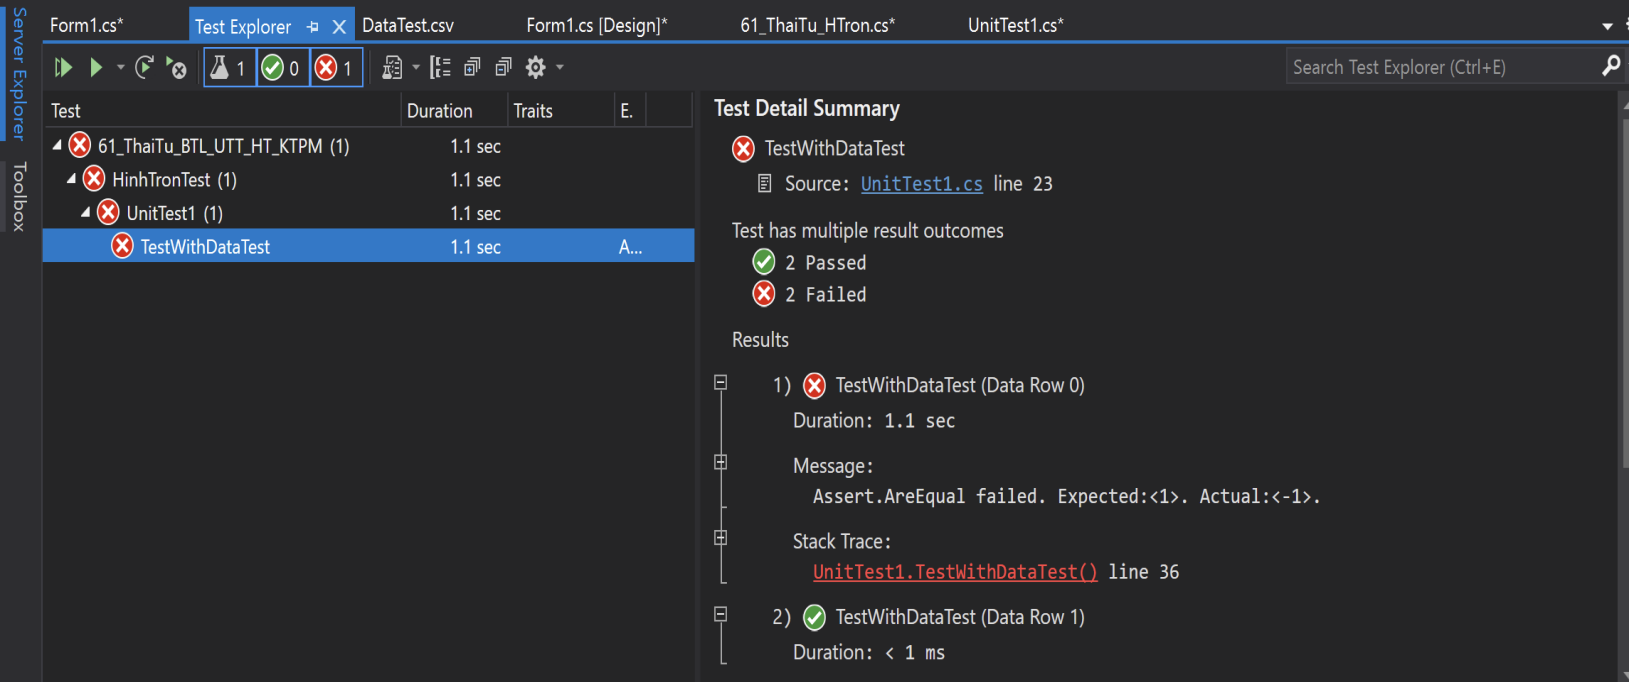 Server Explorer
Toolbox
Form1.cs*
Test Explorer
DataTest.csv
Form1.cs [Design]*
61_ThaiTu_HTron.cs*
UnitTest1.cs*
1
0
1
Search Test Explorer (Ctrl+E)
Test Duration Traits E.
61_ThaiTu_BTL_UTT_HT_KTPM (1) 1.1 sec
HinhTronTest (1) 1.1 sec
UnitTest1 (1) 1.1 sec
TestWithDataTest 1.1 sec A...
Test Detail Summary
TestWithDataTest
Source: UnitTest1.cs line 23
Test has multiple result outcomes
2 Passed
2 Failed
Results
1) TestWithDataTest (Data Row 0)
Duration: 1.1 sec
Message:
Assert.AreEqual failed. Expected:<1>. Actual:<-1>.
Stack Trace:
UnitTest1.TestWithDataTest() line 36
2) TestWithDataTest (Data Row 1)
Duration: < 1 ms